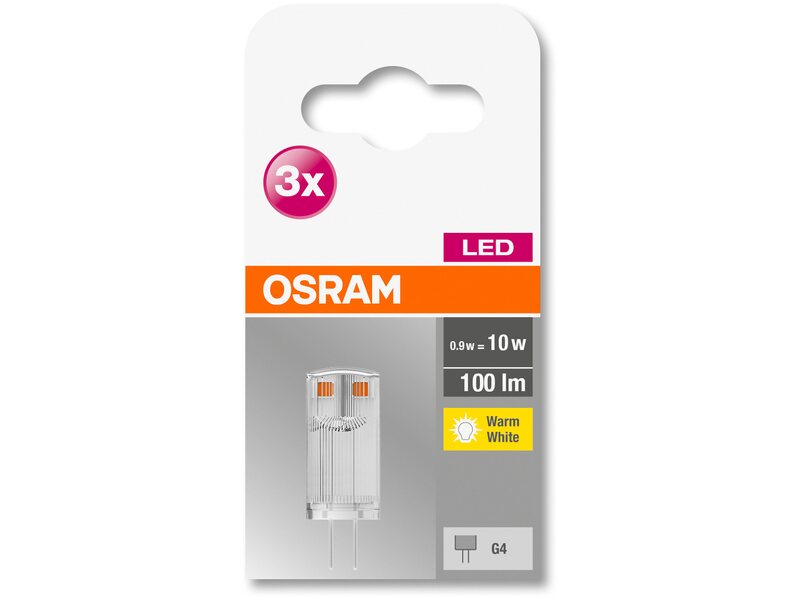 3x
LED
OSRAM
0.9w = 10w
100 lm
Warm
White
G4